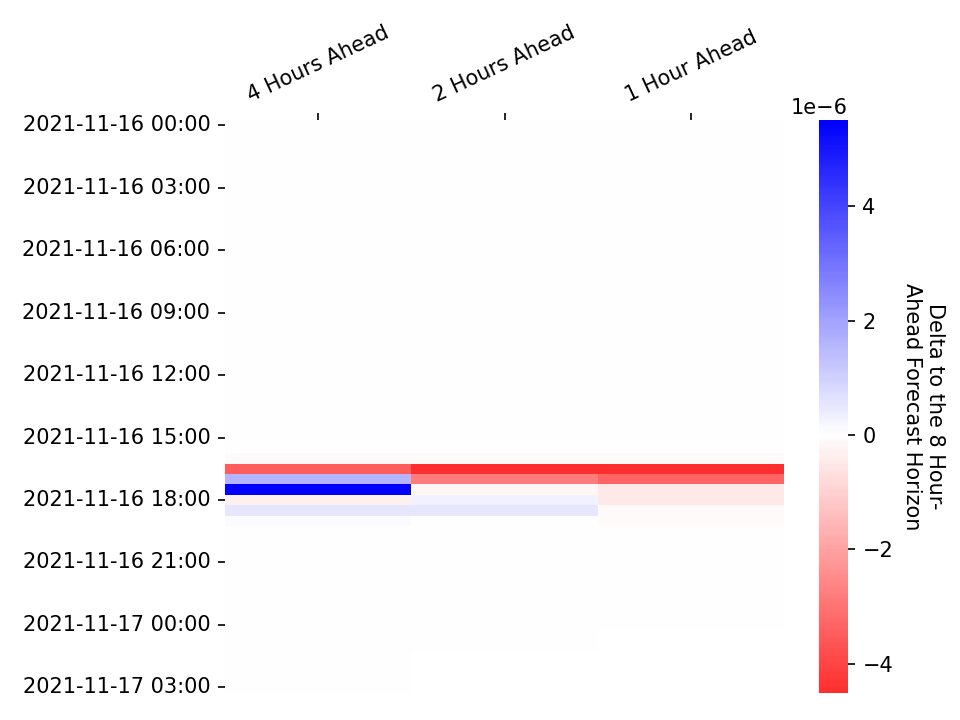 4 Hours Ahead
2 Hours Ahead
1 Hour Ahead
1e−6
2021-11-16 00:00
2021-11-16 03:00
2021-11-16 06:00
2021-11-16 09:00
2021-11-16 12:00
2021-11-16 15:00
2021-11-16 18:00
2021-11-16 21:00
2021-11-17 00:00
2021-11-17 03:00
4
2
0
−2
−4
Delta to the 8 Hour-
Ahead Forecast Horizon